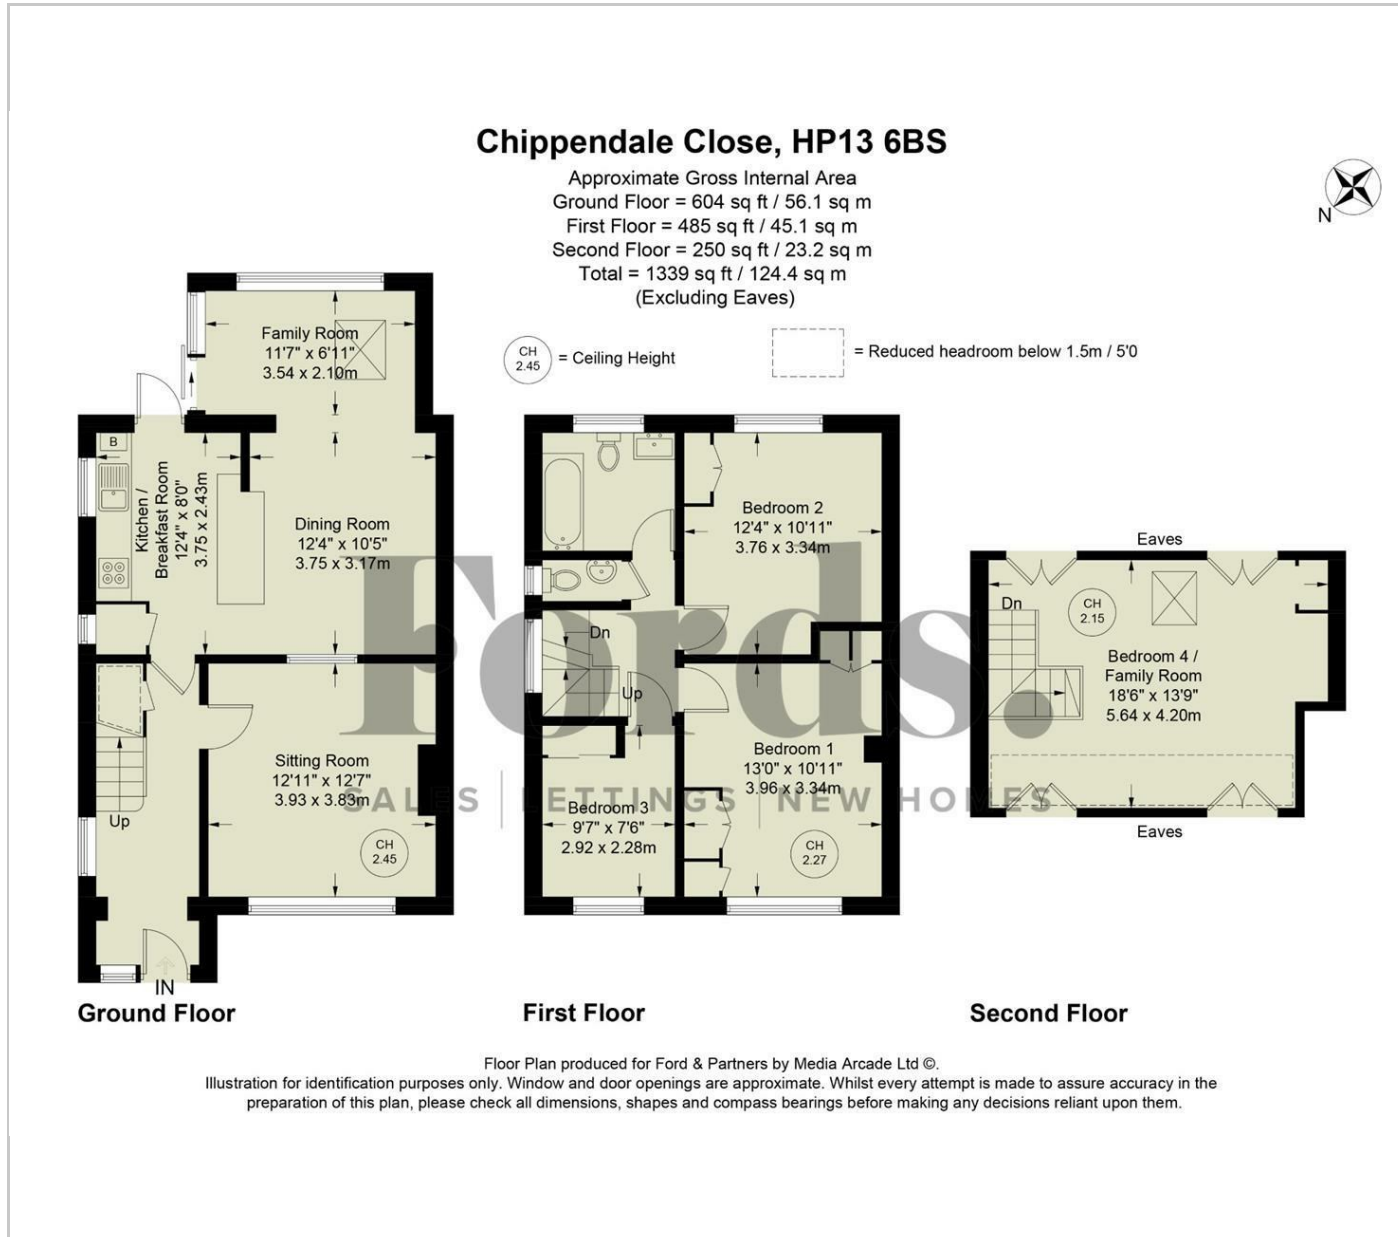 Chippendale Close, HP13 6BS
Approximate Gross Internal Area
Ground Floor = 604 sq ft / 56.1 sq m
First Floor = 485 sq ft / 45.1 sq m
Second Floor = 250 sq ft / 23.2 sq m
Total = 1339 sq ft / 124.4 sq m
(Excluding Eaves)
N
CH
2.45
= Ceiling Height
= Reduced headroom below 1.5m / 5'0
Family Room
11'7" x 6'11"
3.54 x 2.10m
B
Kitchen /
Breakfast Room
12'4" x 8'0"
3.75 x 2.43m
Dining Room
12'4" x 10'5"
3.75 x 3.17m
Sitting Room
12'11" x 12'7"
3.93 x 3.83m
CH
2.45
Up
IN
Ground Floor
Bedroom 2
12'4" x 10'11"
3.76 x 3.34m
Dn
Up
Bedroom 1
13'0" x 10'11"
3.96 x 3.34m
Bedroom 3
9'7" x 7'6"
2.92 x 2.28m
CH
2.27
First Floor
Eaves
Dn
CH
2.15
Bedroom 4 /
Family Room
18'6" x 13'9"
5.64 x 4.20m
Eaves
Second Floor
Fords.
SALES | LETTINGS NEW HOMES
Floor Plan produced for Ford & Partners by Media Arcade Ltd ©.
Illustration for identification purposes only. Window and door openings are approximate. Whilst every attempt is made to assure accuracy in the
preparation of this plan, please check all dimensions, shapes and compass bearings before making any decisions reliant upon them.